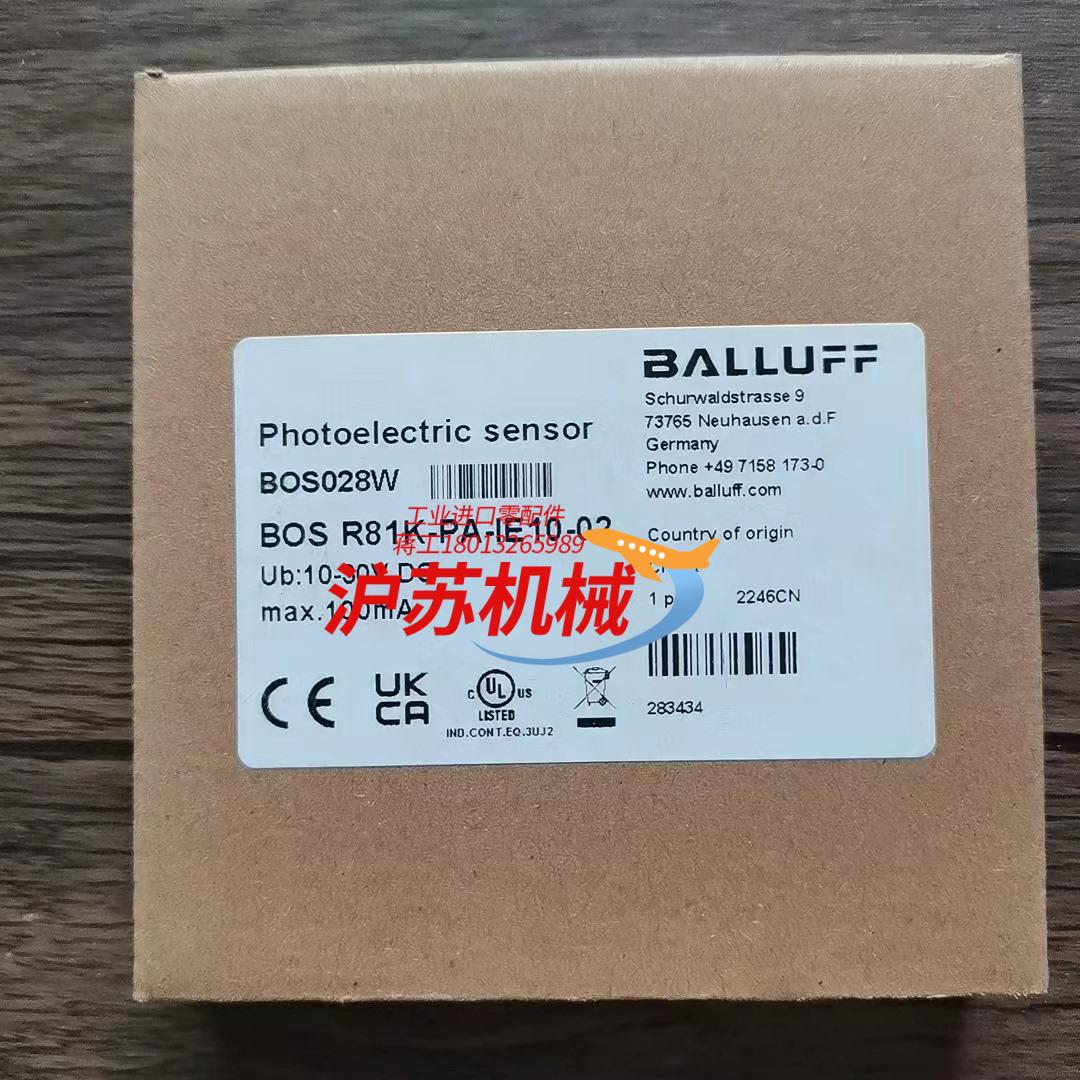 BALLUFF
Schurwaldstrasse 9
73765 Neuhausen a.d.F
Germany
Phone +49 7158 173-0
www.balluff.com
Photoelectric sensor
BOS028W
BOS R81K-PA-IE10-02
Ub:10-30V DC
max.100mA
工业进口零配件
蒋工18013265989
沪苏机械
Country of origin
1 p
2246CN
283434
CE
UK
CA
C UL US
LISTED
IND.CONT.EQ.3UJ2